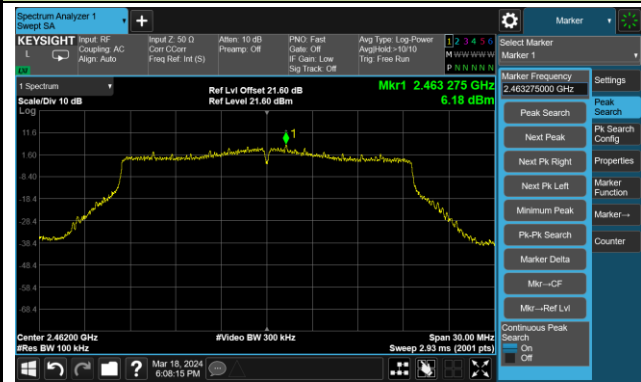 Spectrum Analyzer 1
Swept SA
Marker
KEYSIGHT
Input: RF
Coupling: AC
Align: Auto
Input Z: 50 Ω
Corr CCorr
Freq Ref: Int (S)
Atten: 10 dB
Preamp: Off
PNO: Fast
Gate: Off
IF Gain: Low
Sig Track: Off
Avg Type: Log-Power
Avg|Hold:>10/10
Trig: Free Run
1 2 3 4 5 6
M W W W W W
P N N N N N
L
Select Marker
Marker 1
1 Spectrum
Scale/Div 10 dB
Log
Ref Lvl Offset 21.60 dB
Ref Level 21.60 dBm
Mkr1 2.463 275 GHz
6.18 dBm
1
11.6
1.60
-8.40
-18.4
-28.4
-38.4
-48.4
-58.4
-68.4
Center 2.46200 GHz
#Res BW 100 kHz
#Video BW 300 kHz
Span 30.00 MHz
Sweep 2.93 ms (2001 pts)
Marker Frequency
2.463275000 GHz
Peak Search
Next Peak
Next Pk Right
Next Pk Left
Minimum Peak
Pk-Pk Search
Marker Delta
Mkr→CF
Mkr→Ref Lvl
Continuous Peak
Search
On
Off
Settings
Peak
Search
Pk Search
Config
Properties
Marker
Function
Marker→
Counter
Mar 18, 2024
6:08:15 PM